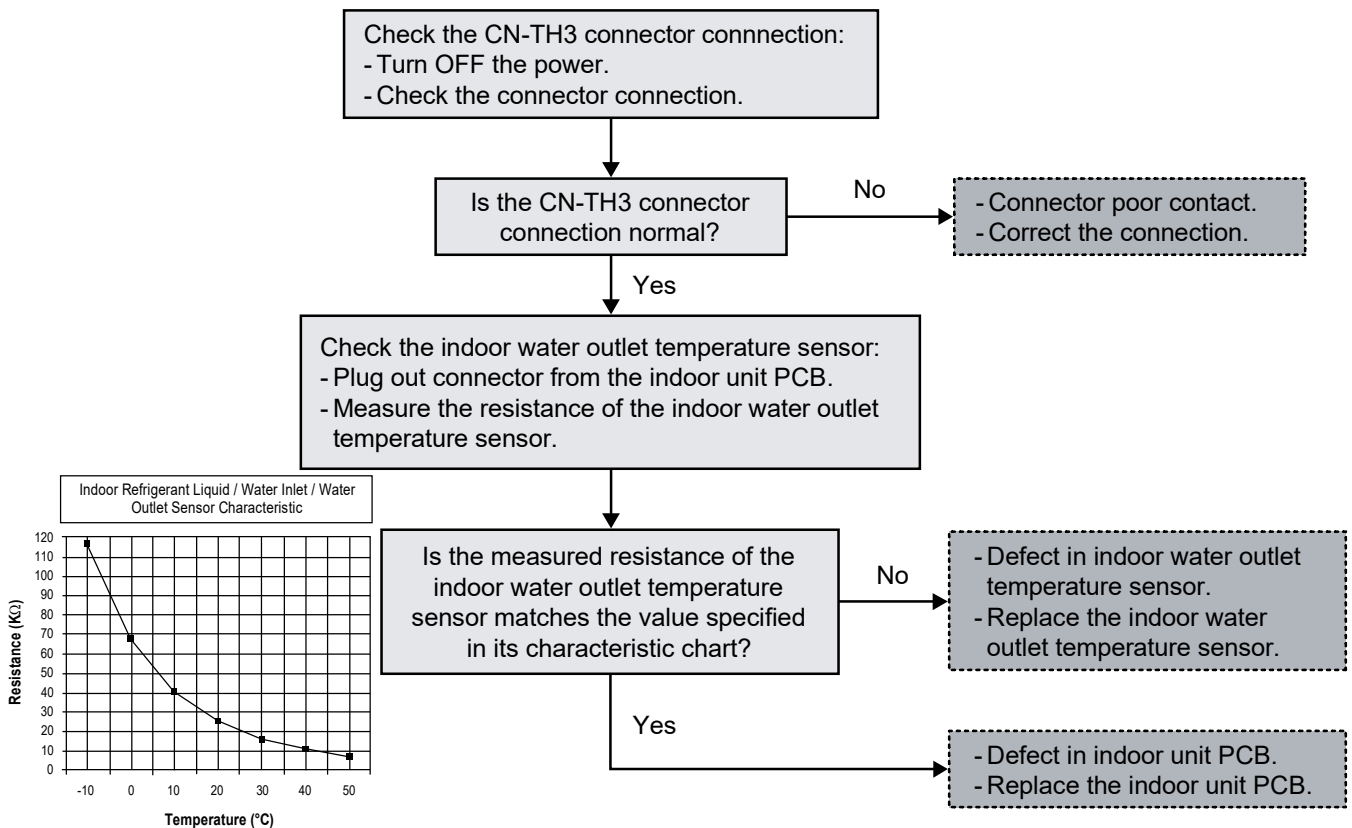 Check the CN-TH3 connector connnection:
- Turn OFF the power.
- Check the connector connection.
Is the CN-TH3 connector
connection normal?
No
- Connector poor contact.
- Correct the connection.
Yes
Check the indoor water outlet temperature sensor:
- Plug out connector from the indoor unit PCB.
- Measure the resistance of the indoor water outlet
temperature sensor.
Indoor Refrigerant Liquid / Water Inlet / Water
Outlet Sensor Characteristic
120
110
100
90
80
70
60
50
40
30
20
10
0
Resistance (KΩ)
-10 0 10 20 30 40 50
Temperature (°C)
Is the measured resistance of the
indoor water outlet temperature
sensor matches the value specified
in its characteristic chart?
No
- Defect in indoor water outlet
temperature sensor.
- Replace the indoor water
outlet temperature sensor.
Yes
- Defect in indoor unit PCB.
- Replace the indoor unit PCB.